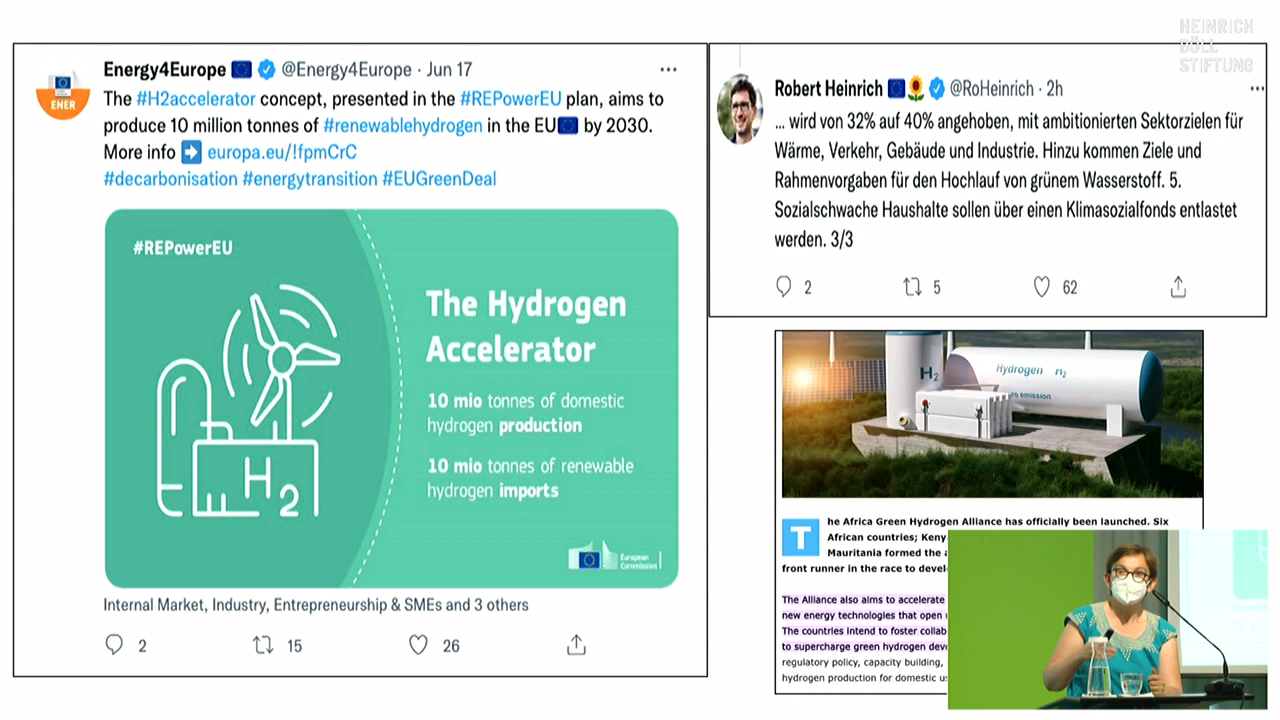 HEINRICH
BÖLL
STIFTUNG
Energy4Europe @Energy4Europe · Jun 17
ENER
The #H2accelerator concept, presented in the #REPowerEU plan, aims to
produce 10 million tonnes of #renewablehydrogen in the EU by 2030.
More info europa.eu/!fpmCrC
#decarbonisation #energytransition #EUGreenDeal
#REPowerEU
The Hydrogen
Accelerator
10 mio tonnes of domestic
hydrogen production
10 mio tonnes of renewable
hydrogen imports
H2
European
Commission
Internal Market, Industry, Entrepreneurship & SMEs and 3 others
2 15 26
Robert Heinrich @RoHeinrich · 2h
... wird von 32% auf 40% angehoben, mit ambitionierten Sektorzielen für
Wärme, Verkehr, Gebäude und Industrie. Hinzu kommen Ziele und
Rahmenvorgaben für den Hochlauf von grünem Wasserstoff. 5.
Sozialschwache Haushalte sollen über einen Klimasozialfonds entlastet
werden. 3/3
2 5 62
H2
Hydrogen H2
emission
The Africa Green Hydrogen Alliance has officially been launched. Six
African countries; Keny
Mauritania formed the a
front runner in the race to devel
The Alliance also aims to accelerate
new energy technologies that open
The countries intend to foster collab
to supercharge green hydrogen deve
regulatory policy, capacity building,
hydrogen production for domestic us